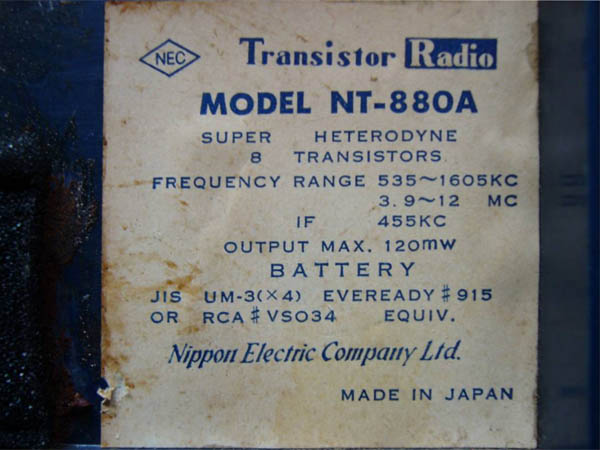 NEC Transistor Radio
MODEL NT-880A
SUPER HETERODYNE
8 TRANSISTORS
FREQUENCY RANGE 535~1605KC
3.9~12 MC
IF 455KC
OUTPUT MAX. 120mW
BATTERY
JIS UM-3(×4) EVEREADY #915
OR RCA #VS034 EQUIV.
Nippon Electric Company Ltd.
MADE IN JAPAN